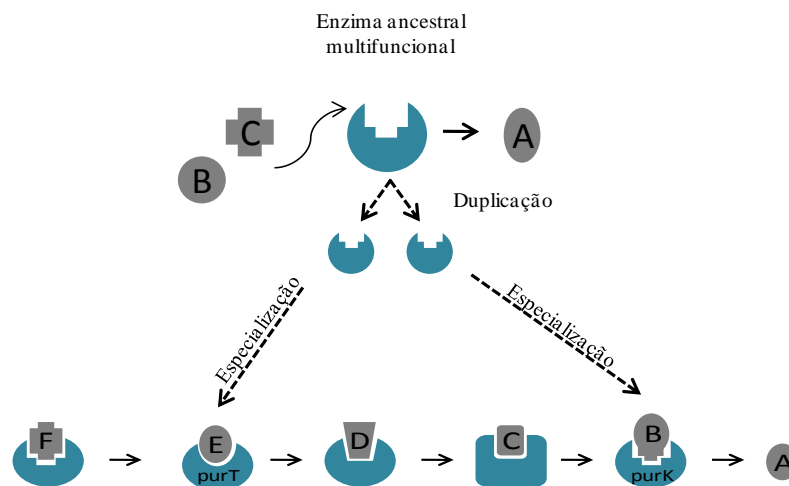 Enzima ancestral
multifuncional
C
B
A
Duplicação
Especialização
Especialização
F
E
D
C
B
A
purT
purK